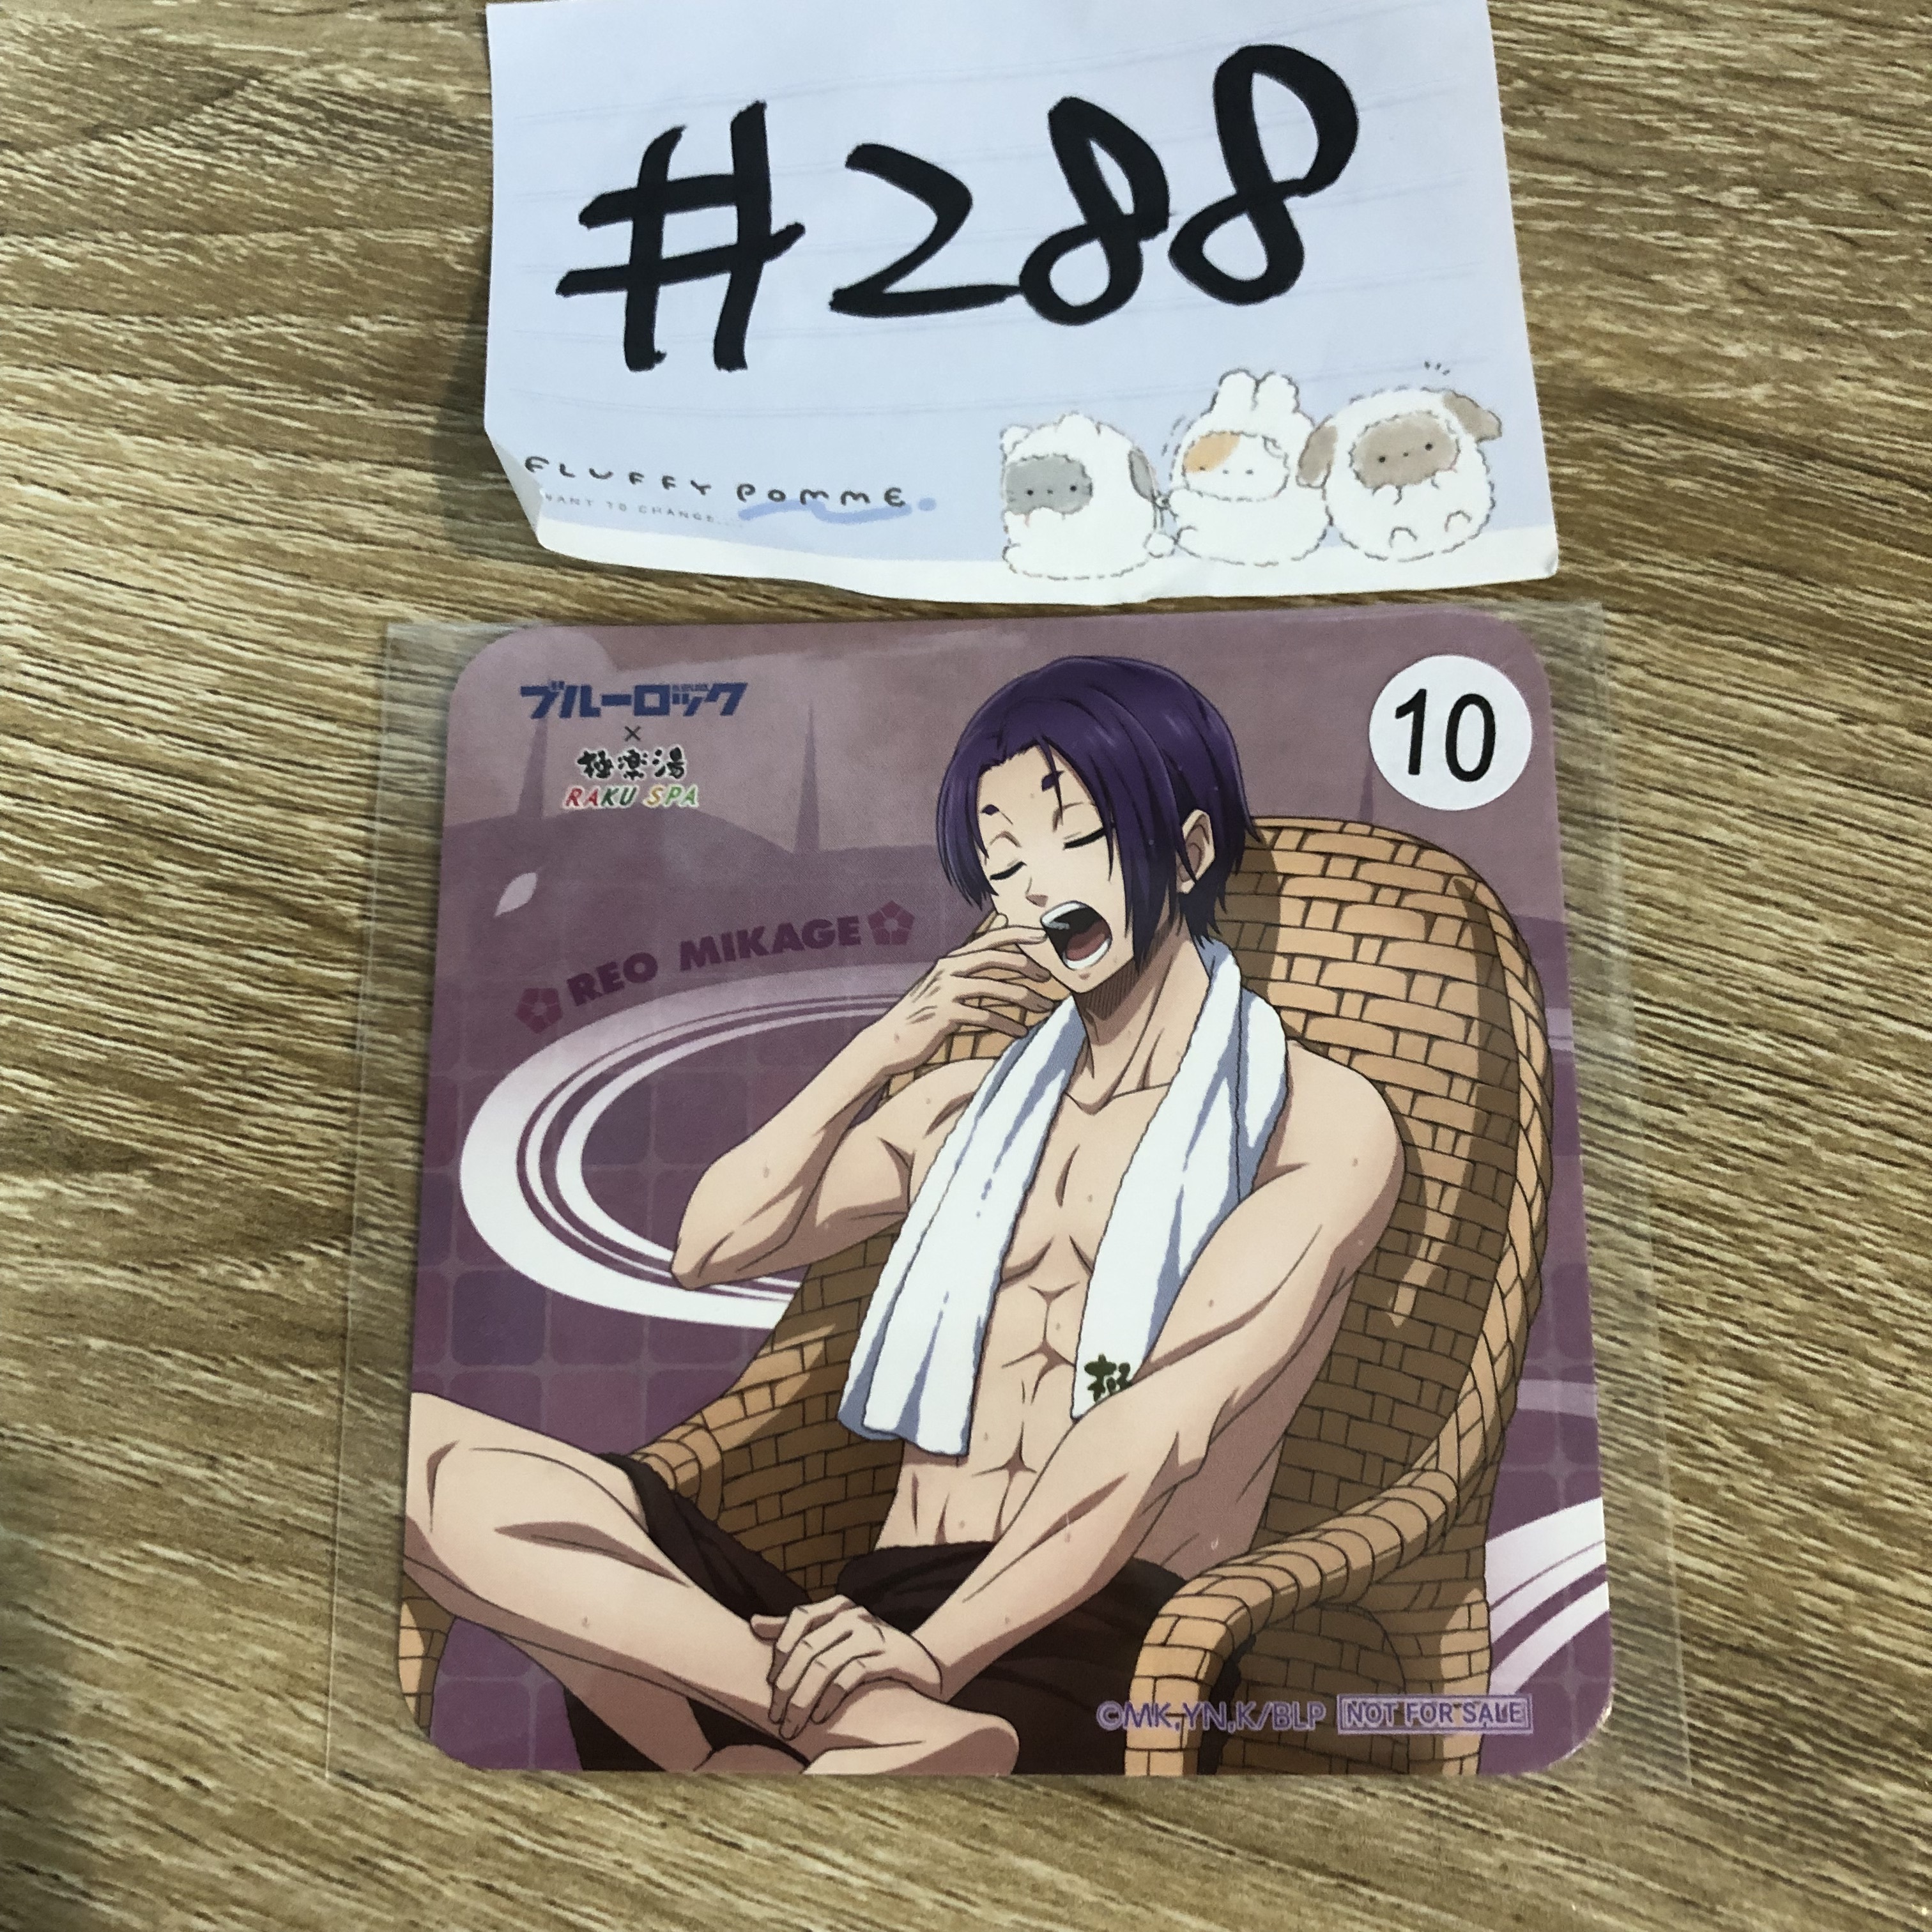 #288
FLUFFY POMME
WANT TO CHANGE...
ブルーロック
×
極楽湯
RAKU SPA
10
REO MIKAGE
極
©MK,YN,K/BLP NOT FOR SALE